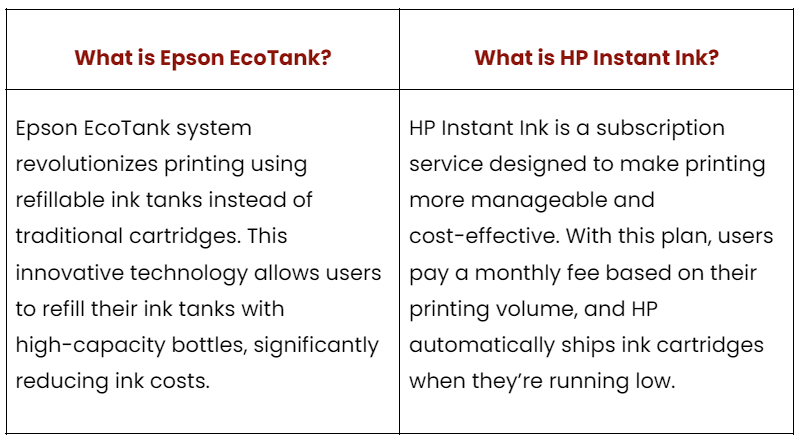 What is Epson EcoTank?
Epson EcoTank system
revolutionizes printing using
refillable ink tanks instead of
traditional cartridges. This
innovative technology allows users
to refill their ink tanks with
high-capacity bottles, significantly
reducing ink costs.
What is HP Instant Ink?
HP Instant Ink is a subscription
service designed to make printing
more manageable and
cost-effective. With this plan, users
pay a monthly fee based on their
printing volume, and HP
automatically ships ink cartridges
when they’re running low.